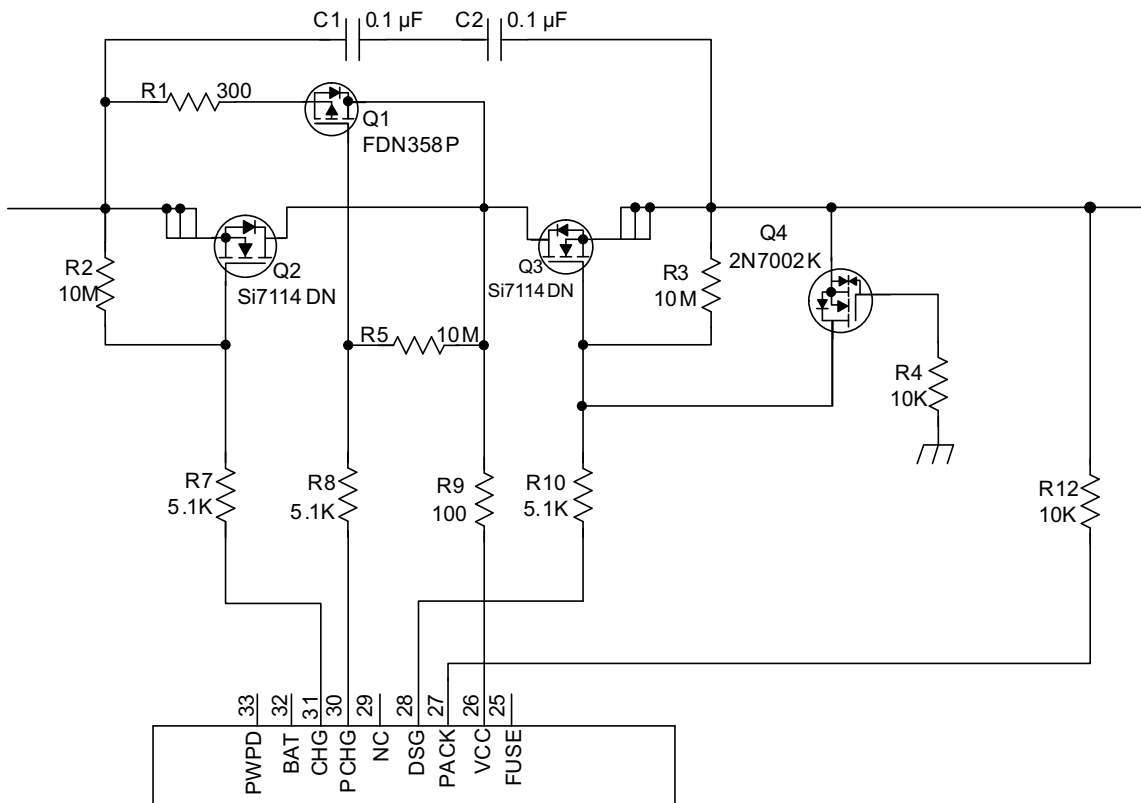 C1 0.1 µF C2 0.1 µF
R1 300
Q1
FDN358P
Q2
Si7114DN
Q3
Si7114DN
Q4
2N7002K
R2
10M
R3
10M
R5 10M
R4
10K
R7
5.1K
R8
5.1K
R9
100
R10
5.1K
R12
10K
33 32 31 30 29 28 27 26 25
PWPD BAT CHG PCHG NC DSG PACK VCC FUSE